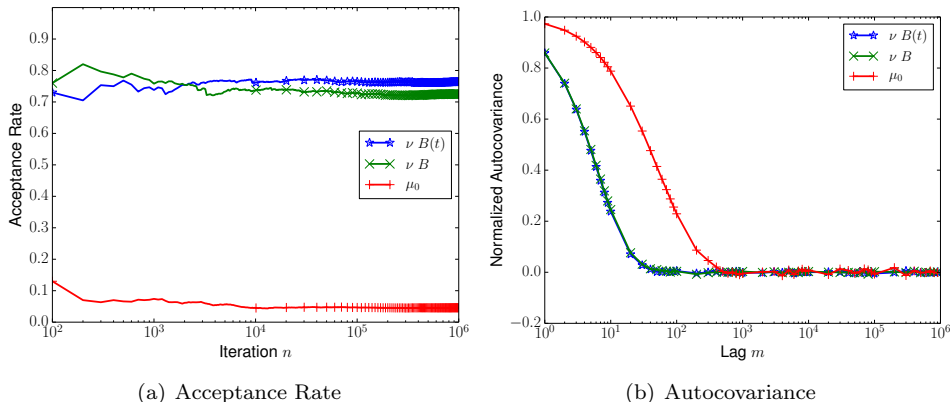 0.9
0.8
0.7
0.6
0.5
0.4
0.3
0.2
0.1
0.0
Acceptance Rate
ν B(t)
ν B
μ₀
10² 10³ 10⁴ 10⁵ 10⁶
Iteration n
(a) Acceptance Rate
1.0
0.8
0.6
0.4
0.2
0.0
−0.2
Normalized Autocovariance
ν B(t)
ν B
μ₀
10⁰ 10¹ 10² 10³ 10⁴ 10⁵ 10⁶
Lag m
(b) Autocovariance